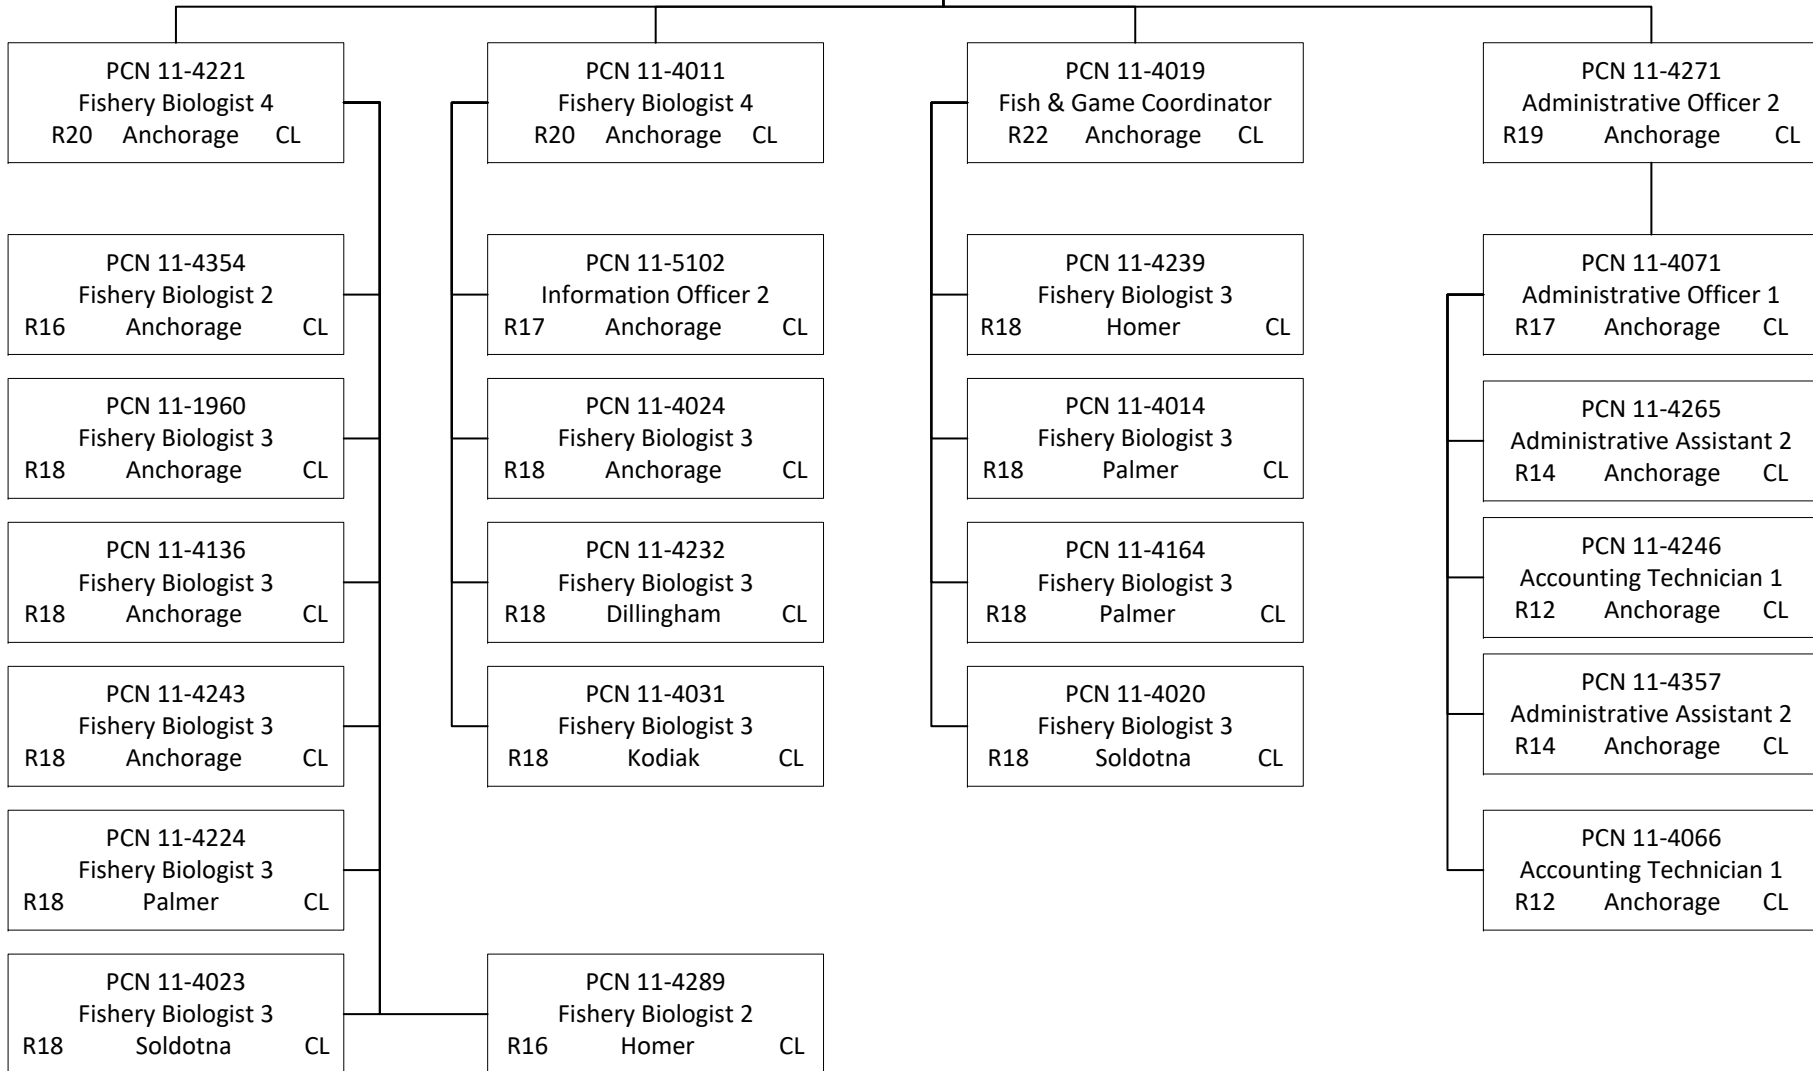 PCN 11-4221
Fishery Biologist 4
R20 Anchorage CL
PCN 11-4011
Fishery Biologist 4
R20 Anchorage CL
PCN 11-4019
Fish & Game Coordinator
R22 Anchorage CL
PCN 11-4271
Administrative Officer 2
R19 Anchorage CL
PCN 11-4354
Fishery Biologist 2
R16 Anchorage CL
PCN 11-5102
Information Officer 2
R17 Anchorage CL
PCN 11-4239
Fishery Biologist 3
R18 Homer CL
PCN 11-4071
Administrative Officer 1
R17 Anchorage CL
PCN 11-1960
Fishery Biologist 3
R18 Anchorage CL
PCN 11-4024
Fishery Biologist 3
R18 Anchorage CL
PCN 11-4014
Fishery Biologist 3
R18 Palmer CL
PCN 11-4265
Administrative Assistant 2
R14 Anchorage CL
PCN 11-4136
Fishery Biologist 3
R18 Anchorage CL
PCN 11-4232
Fishery Biologist 3
R18 Dillingham CL
PCN 11-4164
Fishery Biologist 3
R18 Palmer CL
PCN 11-4246
Accounting Technician 1
R12 Anchorage CL
PCN 11-4243
Fishery Biologist 3
R18 Anchorage CL
PCN 11-4031
Fishery Biologist 3
R18 Kodiak CL
PCN 11-4020
Fishery Biologist 3
R18 Soldotna CL
PCN 11-4357
Administrative Assistant 2
R14 Anchorage CL
PCN 11-4224
Fishery Biologist 3
R18 Palmer CL
PCN 11-4066
Accounting Technician 1
R12 Anchorage CL
PCN 11-4023
Fishery Biologist 3
R18 Soldotna CL
PCN 11-4289
Fishery Biologist 2
R16 Homer CL